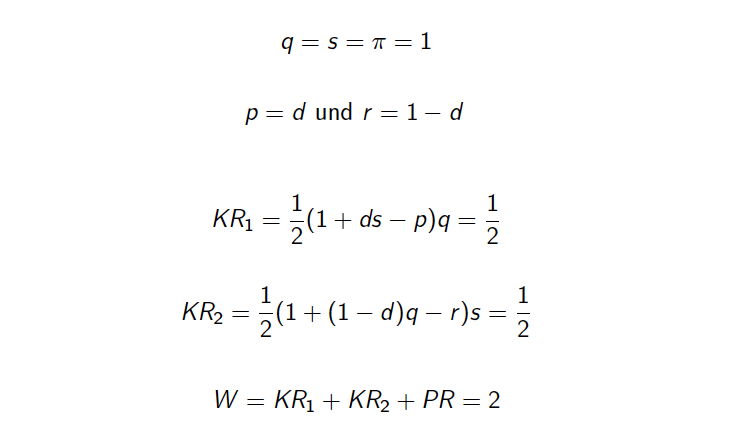 q = s = π = 1
p = d und r = 1 − d
KR₁ = 1/2(1 + ds − p)q = 1/2
KR₂ = 1/2(1 + (1 − d)q − r)s = 1/2
W = KR₁ + KR₂ + PR = 2